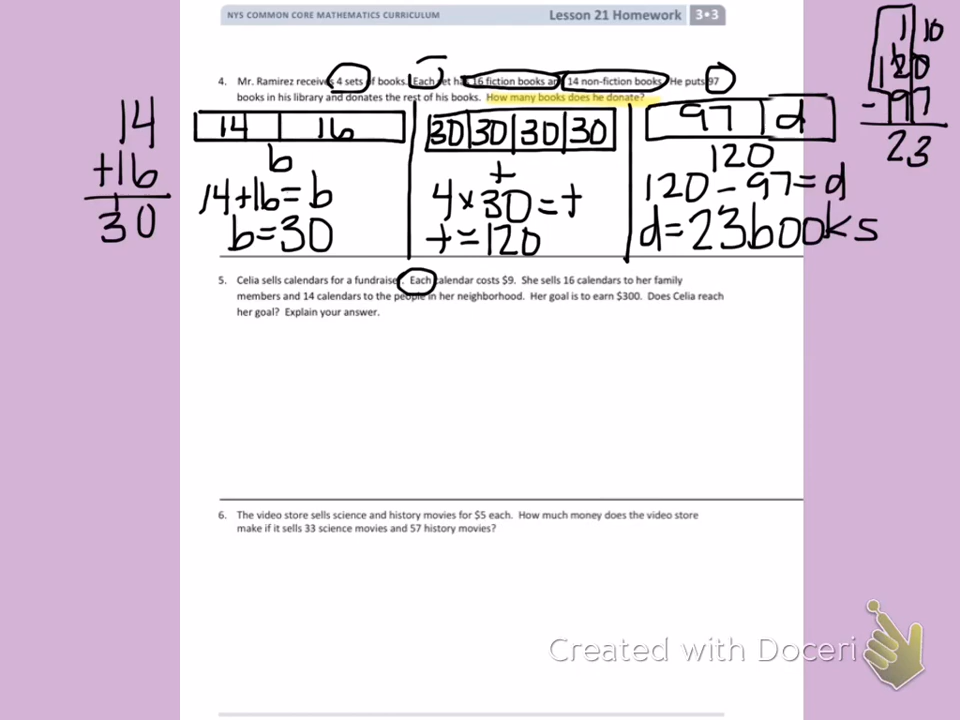 NYS COMMON CORE MATHEMATICS CURRICULUM Lesson 21 Homework 3•3
4. Mr. Ramirez receives 4 sets of books. Each set has 16 fiction books and 14 non-fiction books. He puts 97
books in his library and donates the rest of his books. How many books does he donate?
14
+16
30
14 16
b
14+16=b
b=30
30 30 30 30
t
4×30=t
t=120
97 d
120
120-97=d
d=23books
1 10
120
-97
23
5. Celia sells calendars for a fundraiser. Each calendar costs $9. She sells 16 calendars to her family
members and 14 calendars to the people in her neighborhood. Her goal is to earn $300. Does Celia reach
her goal? Explain your answer.
6. The video store sells science and history movies for $5 each. How much money does the video store
make if it sells 33 science movies and 57 history movies?
Created with Doceri